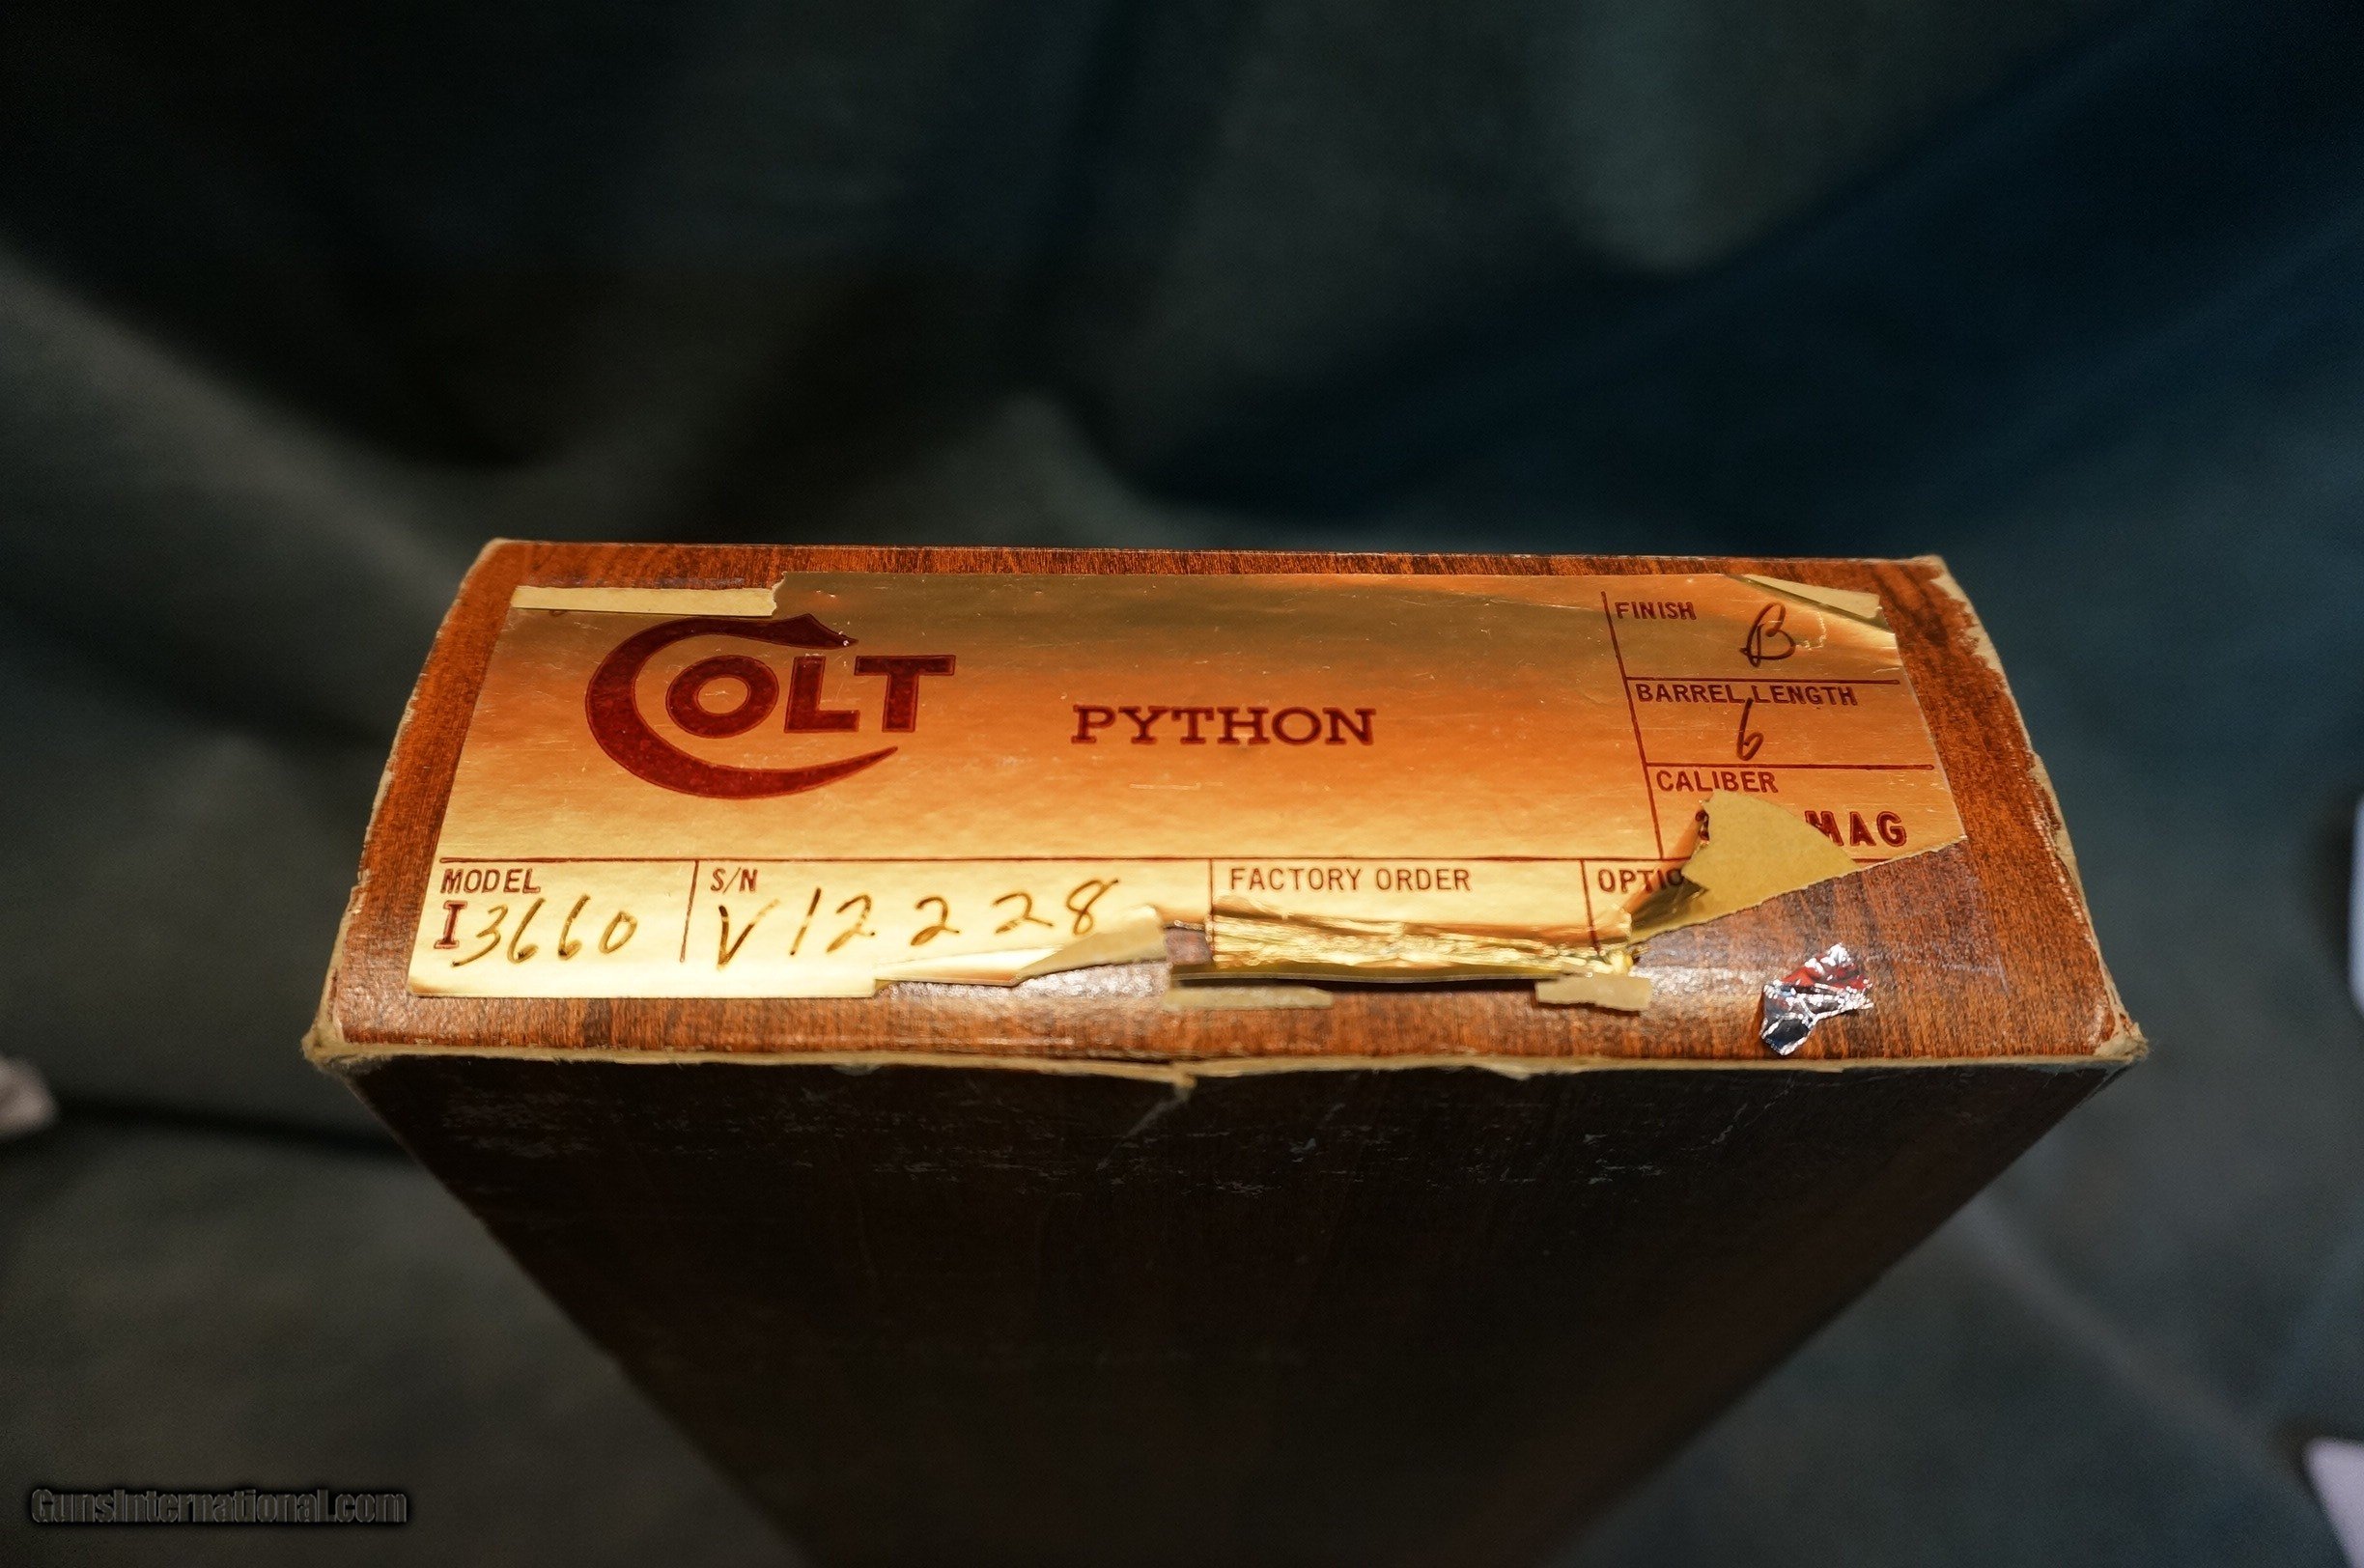 COLT
PYTHON
FINISH B
BARREL LENGTH
6
CALIBER
MAG
MODEL
I3660
S/N
V12228
FACTORY ORDER
GunsInternational.com